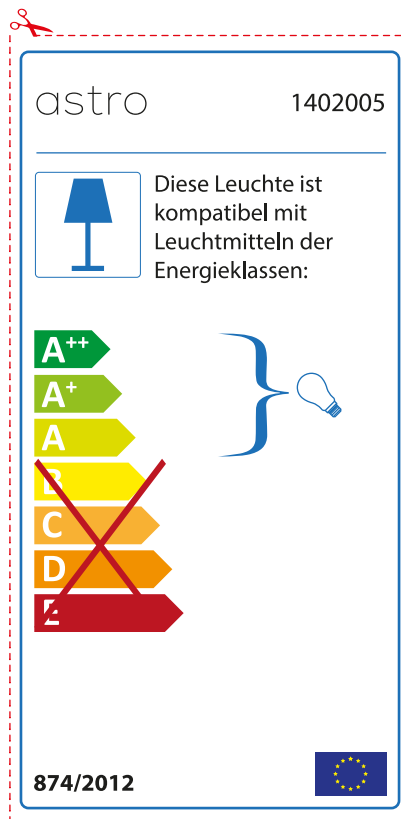 astro
1402005
Diese Leuchte ist
kompatibel mit
Leuchtmitteln der
Energieklassen:
A++
A+
A
B
C
D
E
874/2012